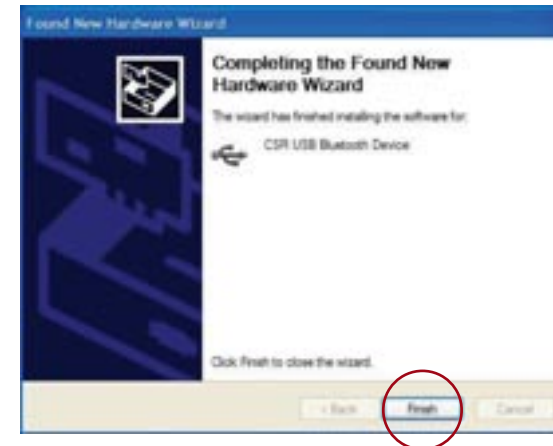 Found New Hardware Wizard
Completing the Found New
Hardware Wizard
The wizard has finished installing the software for:
CSR USB Bluetooth Device
Click Finish to close the wizard.
< Back
Finish
Cancel